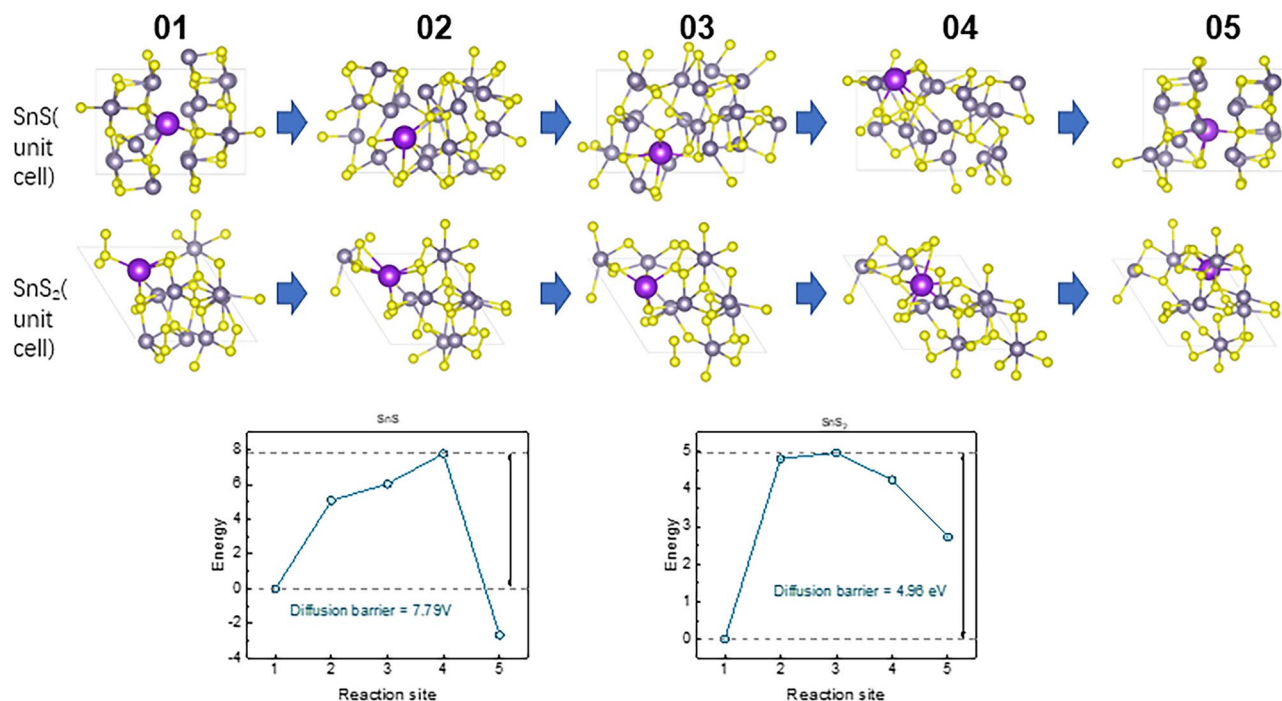 01 02 03 04 05
SnS(
unit
cell)
SnS₂(
unit
cell)
SnS
8
6
4
2
0
-2
-4
Energy
Diffusion barrier = 7.79V
1 2 3 4 5
Reaction site
SnS₂
5
4
3
2
1
0
Energy
Diffusion barrier = 4.96 eV
1 2 3 4 5
Reaction site